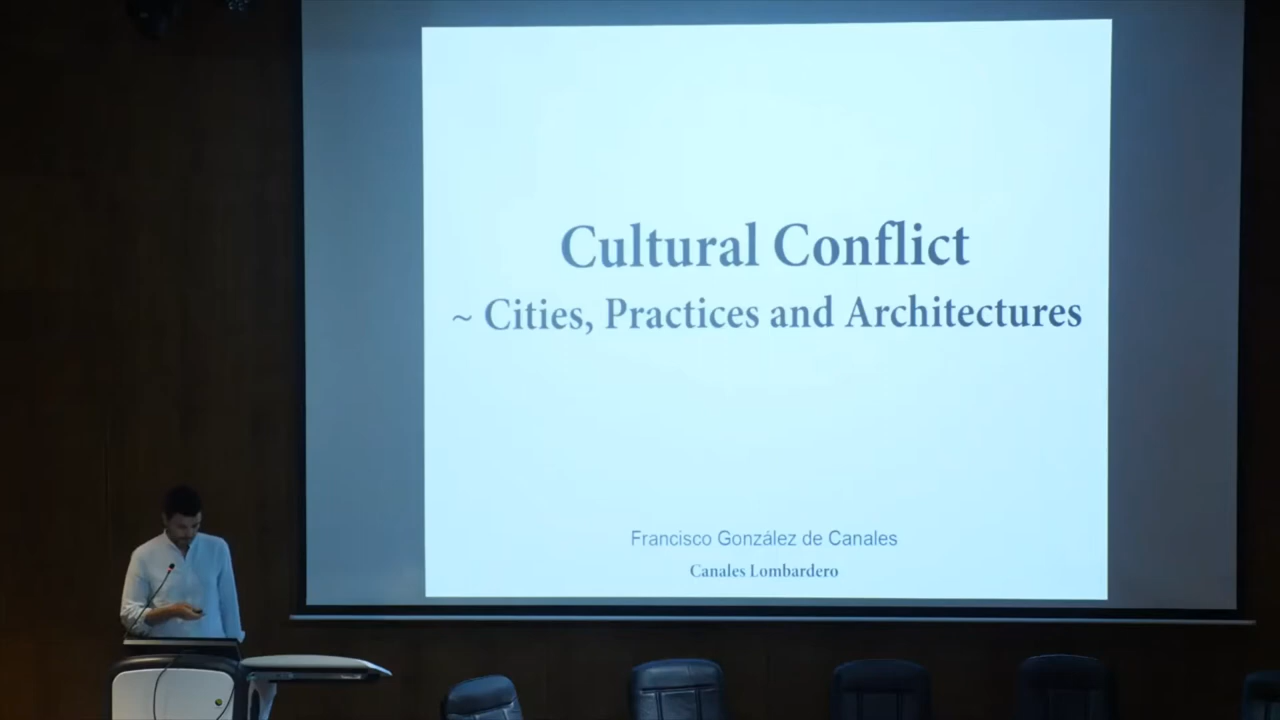 Cultural Conflict
~ Cities, Practices and Architectures
Francisco González de Canales
Canales Lombardero